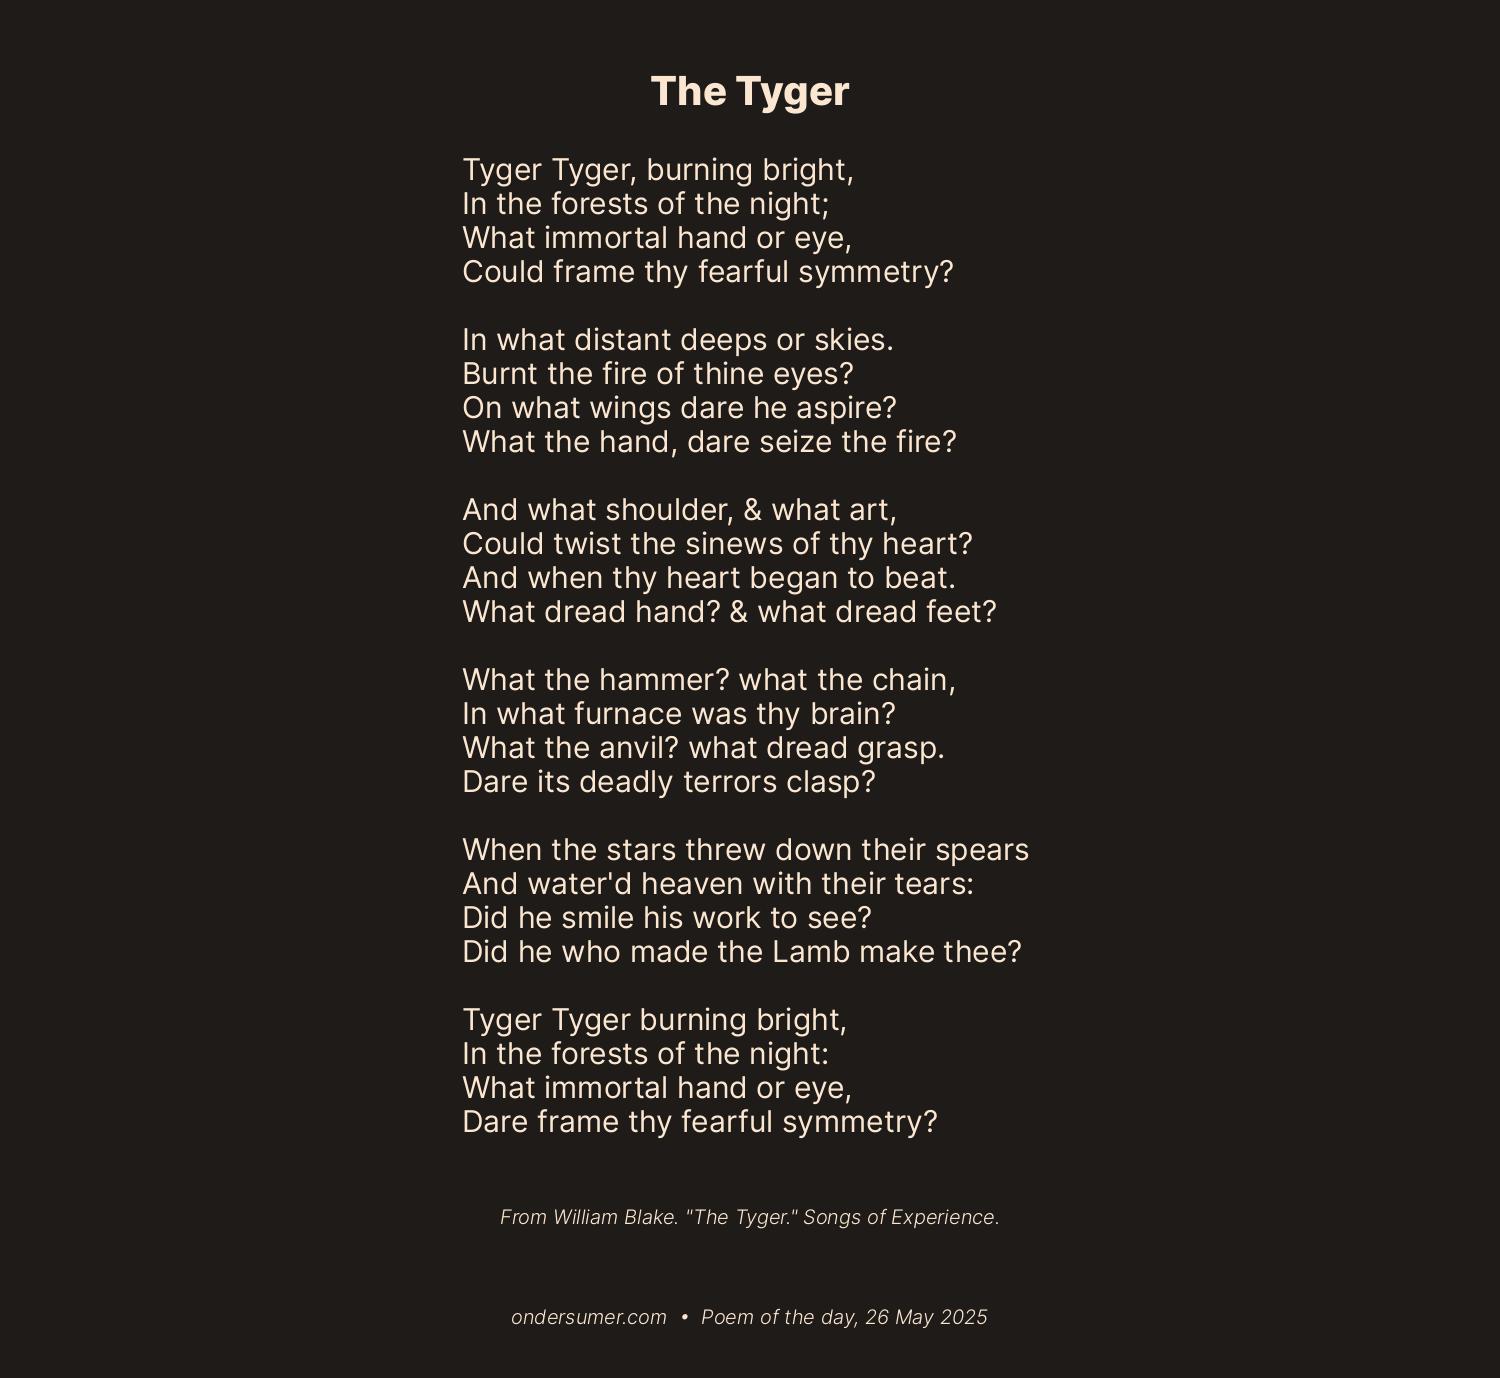 The Tyger
Tyger Tyger, burning bright,
In the forests of the night;
What immortal hand or eye,
Could frame thy fearful symmetry?
In what distant deeps or skies.
Burnt the fire of thine eyes?
On what wings dare he aspire?
What the hand, dare seize the fire?
And what shoulder, & what art,
Could twist the sinews of thy heart?
And when thy heart began to beat.
What dread hand? & what dread feet?
What the hammer? what the chain,
In what furnace was thy brain?
What the anvil? what dread grasp.
Dare its deadly terrors clasp?
When the stars threw down their spears
And water'd heaven with their tears:
Did he smile his work to see?
Did he who made the Lamb make thee?
Tyger Tyger burning bright,
In the forests of the night:
What immortal hand or eye,
Dare frame thy fearful symmetry?
From William Blake. "The Tyger." Songs of Experience.
ondersumer.com • Poem of the day, 26 May 2025